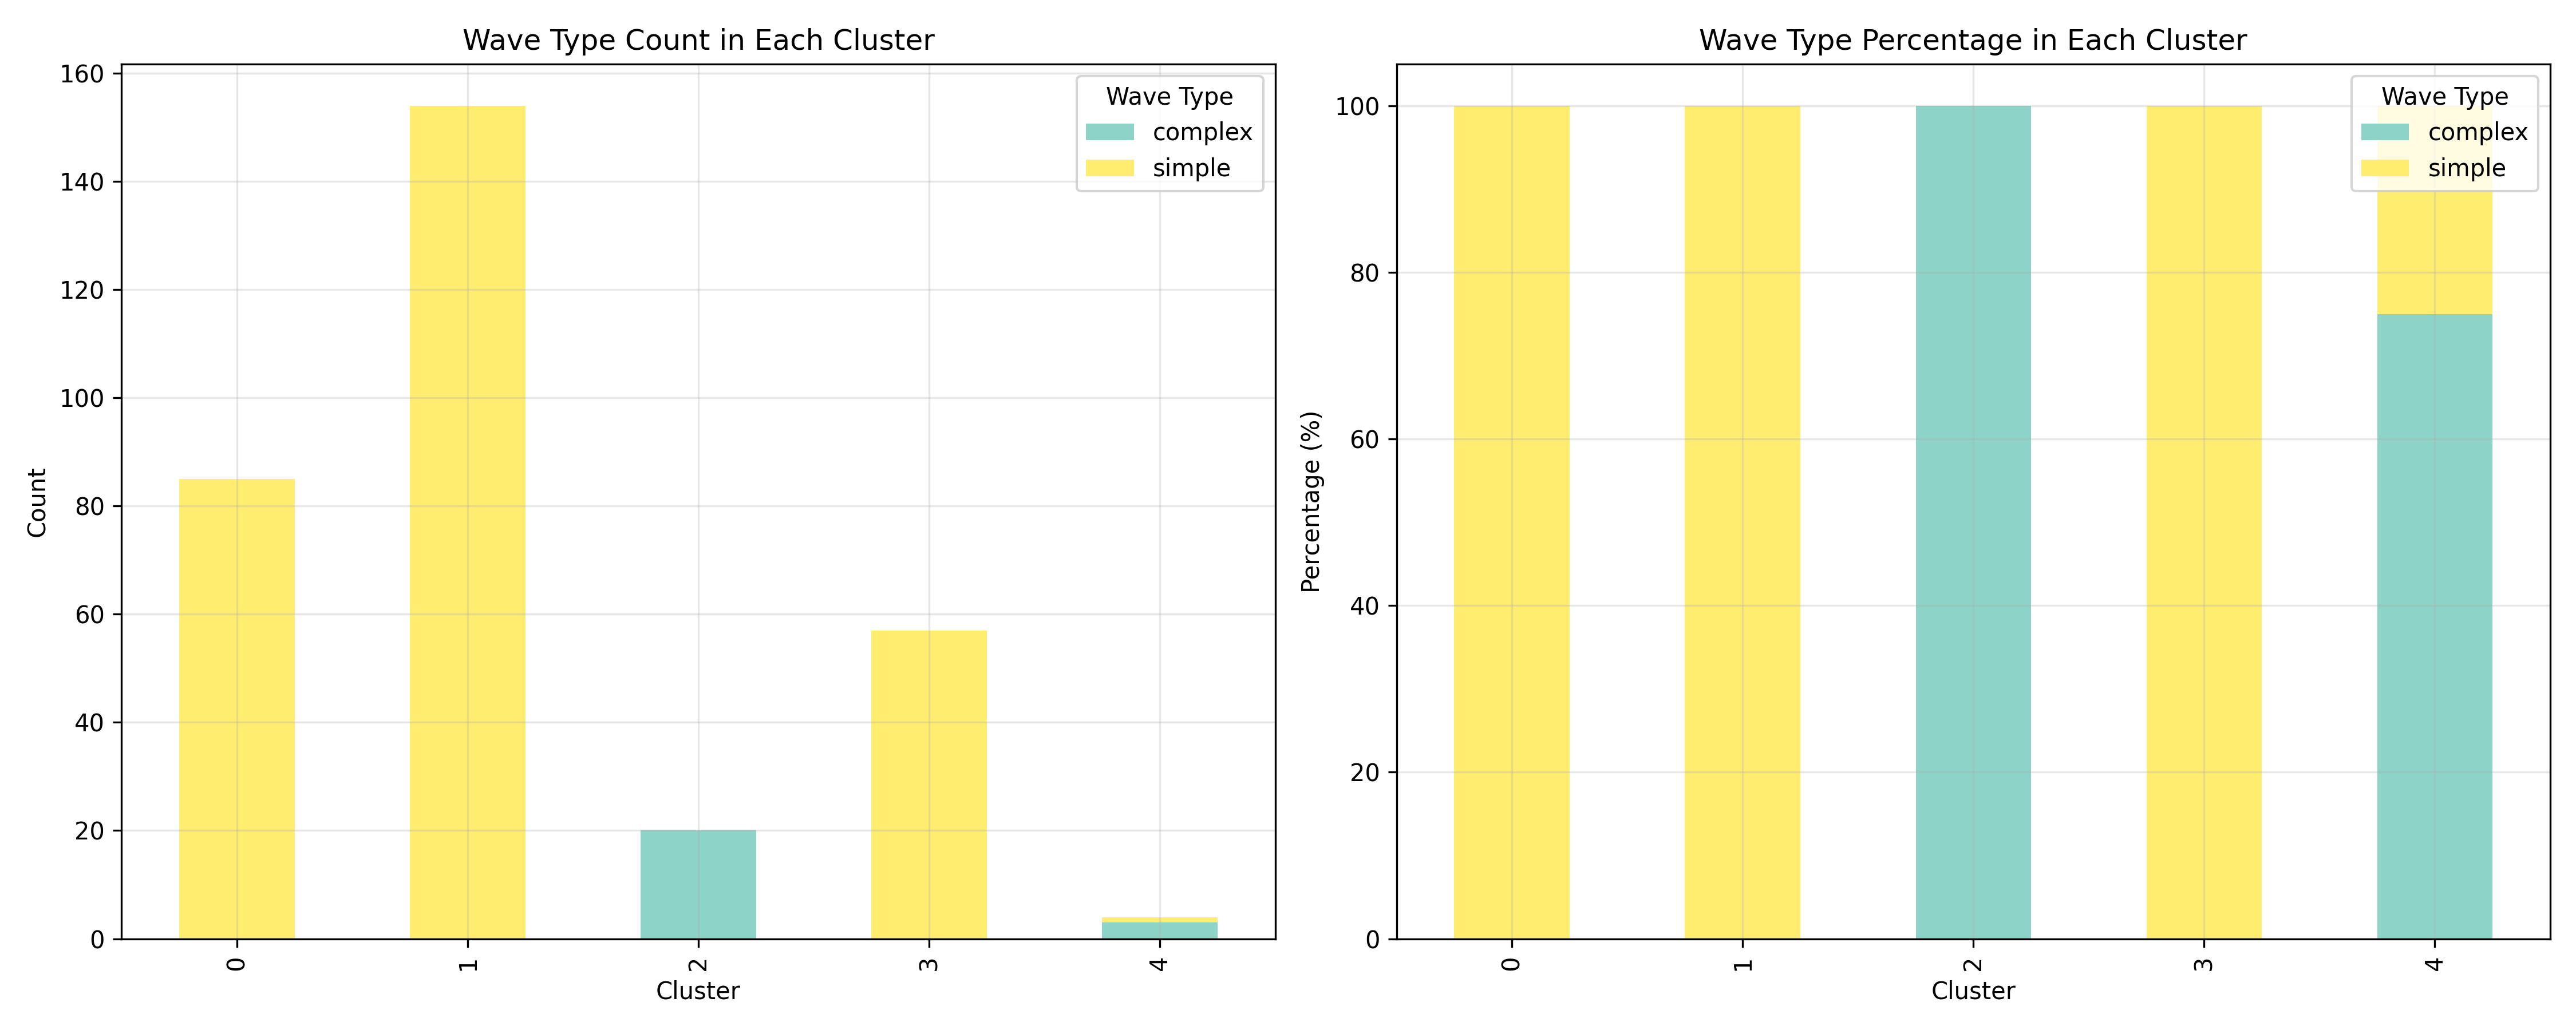 Wave Type Count in Each Cluster
160
140
120
100
80
60
40
20
0
Count
Wave Type
complex
simple
0
1
2
3
4
Cluster
Wave Type Percentage in Each Cluster
100
80
60
40
20
0
Percentage (%)
Wave Type
complex
simple
0
1
2
3
4
Cluster